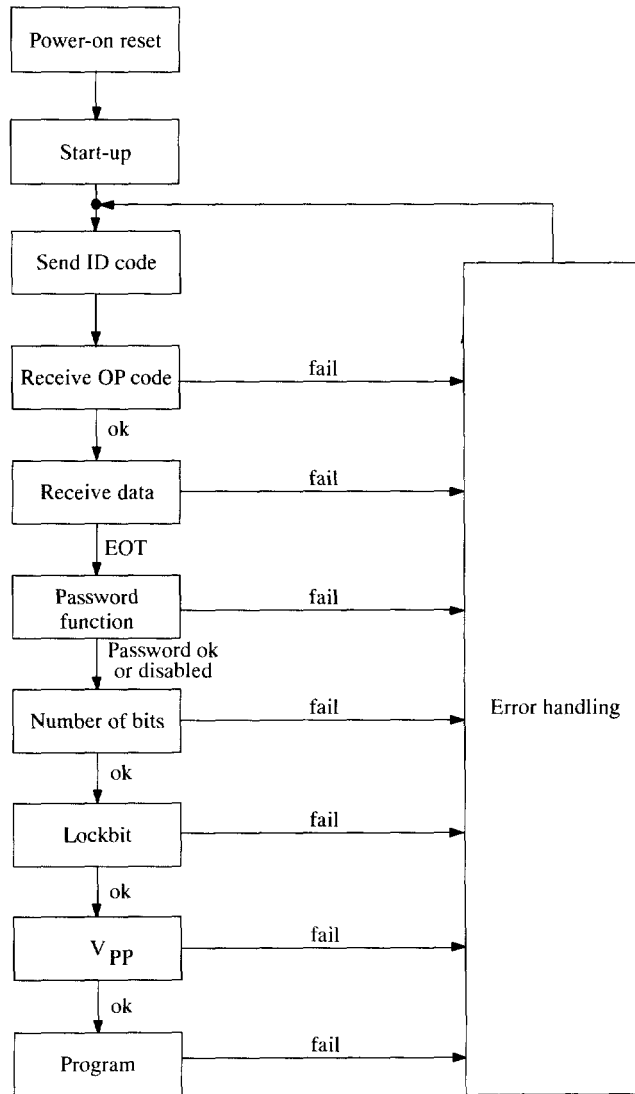 Power-on reset
Start-up
Send ID code
Receive OP code
fail
ok
Receive data
fail
EOT
Password
function
fail
Password ok
or disabled
Number of bits
fail
Error handling
ok
Lockbit
fail
ok
V PP
fail
ok
Program
fail